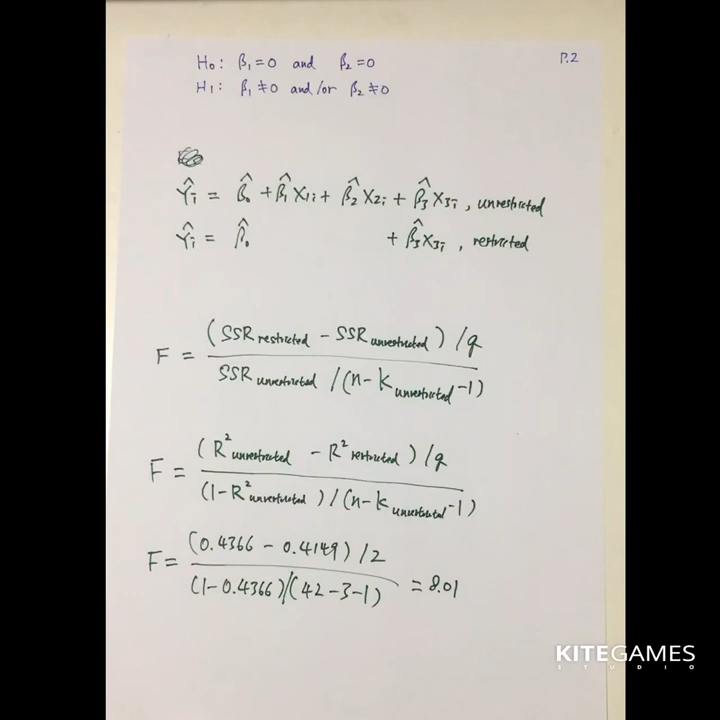 P.2
H₀: β₁=0 and β₂=0
H₁: β₁≠0 and/or β₂≠0
Ŷᵢ = β̂₀ + β̂₁X₁ᵢ + β̂₂X₂ᵢ + β̂₃X₃ᵢ, unrestricted
Ŷᵢ = β̂₀ + β̂₃X₃ᵢ, restricted
F = (SSR restricted − SSR unrestricted)/q
SSR unrestricted /(n−k unrestricted −1)
F = (R² unrestricted − R² restricted)/q
(1−R² unrestricted)/(n−k unrestricted −1)
F = (0.4366 − 0.4149)/2
(1−0.4366)/(42−3−1) = 8.01
KITEGAMES
STUDIO